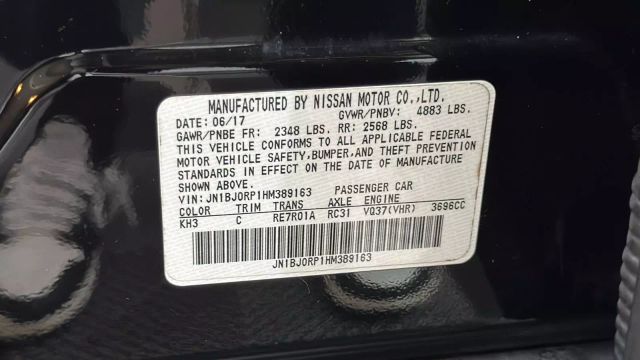 MANUFACTURED BY NISSAN MOTOR CO.,LTD.
DATE: 06/17 GVWR/PNBV: 4883 LBS.
GAWR/PNBE FR: 2348 LBS. RR: 2568 LBS.
THIS VEHICLE CONFORMS TO ALL APPLICABLE FEDERAL
MOTOR VEHICLE SAFETY, BUMPER, AND THEFT PREVENTION
STANDARDS IN EFFECT ON THE DATE OF MANUFACTURE
SHOWN ABOVE.
VIN: JN1BJ0RP1HM389163 PASSENGER CAR
COLOR TRIM TRANS AXLE ENGINE
KH3 C RE7R01A RC31 VQ37(VHR) 3696CC
JN1BJ0RP1HM389163